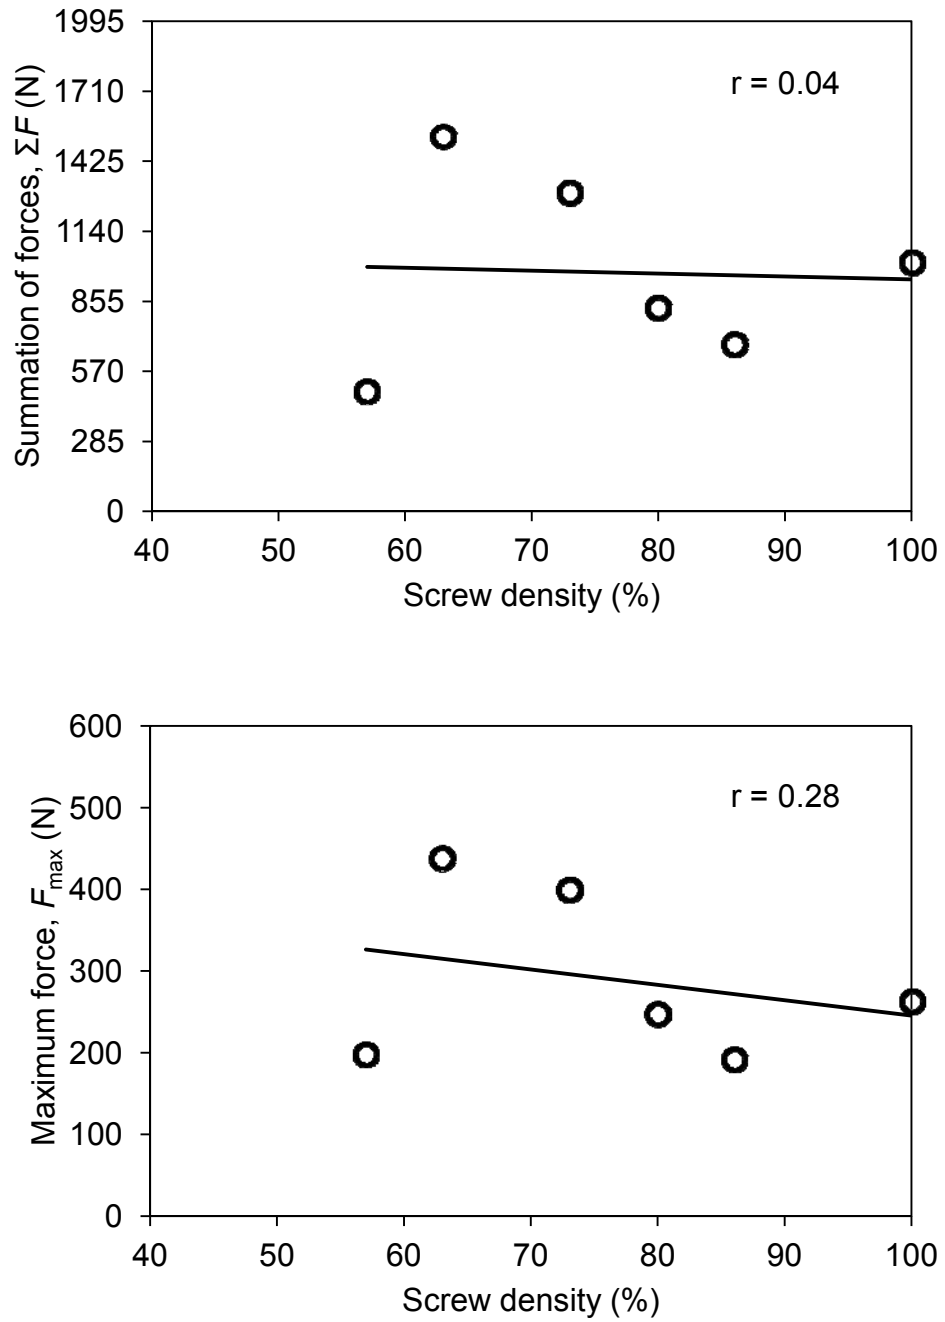 1995
1710
1425
1140
855
570
285
0
Summation of forces, ΣF (N)
r = 0.04
40 50 60 70 80 90 100
Screw density (%)
600
500
400
300
200
100
0
Maximum force, Fmax (N)
r = 0.28
40 50 60 70 80 90 100
Screw density (%)